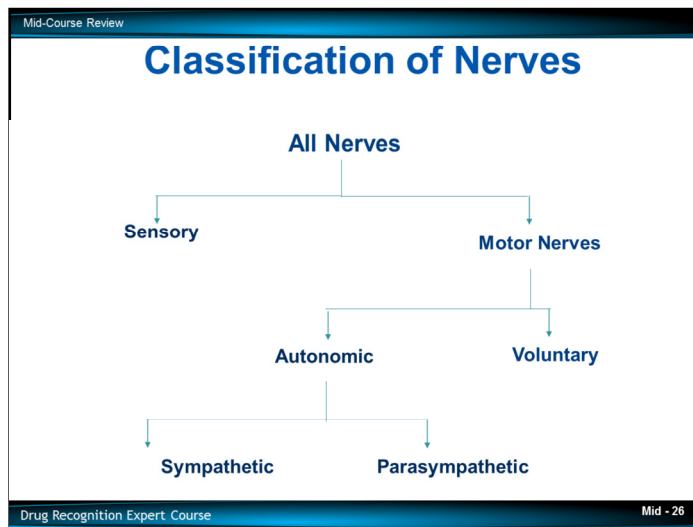 Mid-Course Review
Classification of Nerves
All Nerves
Sensory
Motor Nerves
Autonomic
Voluntary
Sympathetic
Parasympathetic
Drug Recognition Expert Course
Mid - 26